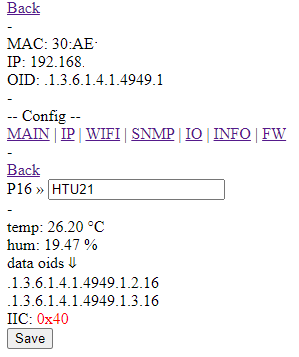 Back
-
MAC: 30:AE
IP: 192.168.
OID: .1.3.6.1.4.1.4949.1
-
-- Config --
MAIN | IP | WIFI | SNMP | IO | INFO | FW
-
Back
P16 » HTU21
-
temp: 26.20 °C
hum: 19.47 %
data oids ⇓
.1.3.6.1.4.1.4949.1.2.16
.1.3.6.1.4.1.4949.1.3.16
IIC: 0x40
Save